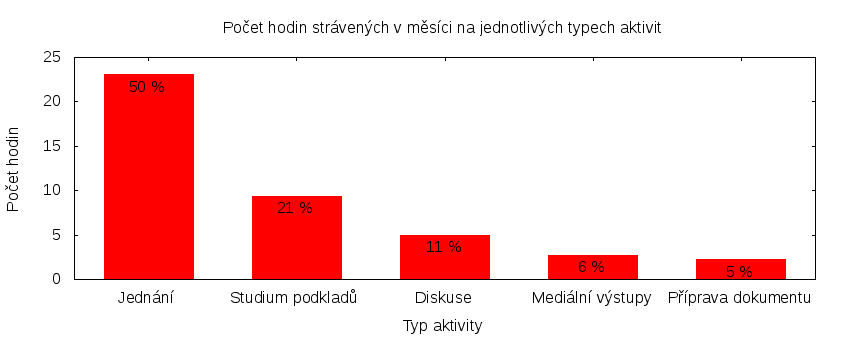 Počet hodin strávených v měsíci na jednotlivých typech aktivit
Počet hodin
25
20
15
10
5
0
50 %
21 %
11 %
6 %
5 %
Jednání Studium podkladů Diskuse Mediální výstupy Příprava dokumentu
Typ aktivity